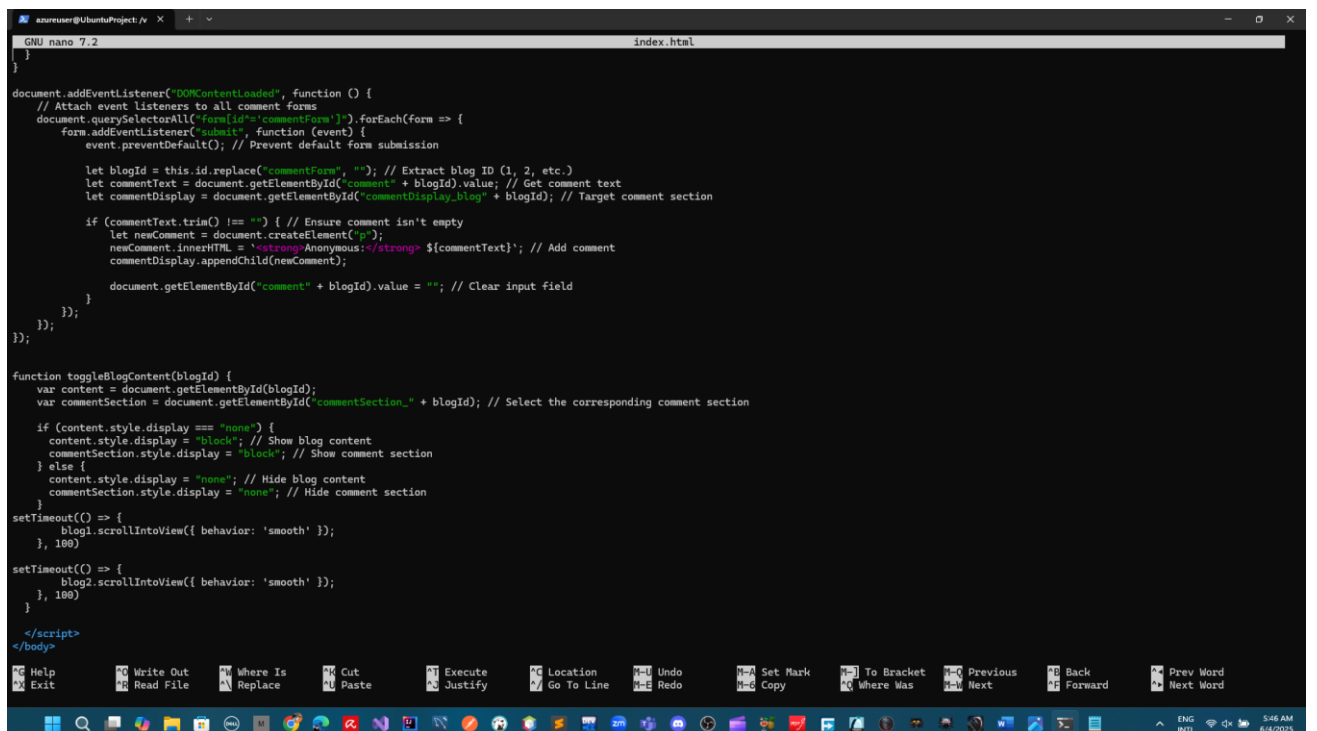 azureuser@UbuntuProject: /v
GNU nano 7.2 index.html
}
}
document.addEventListener("DOMContentLoaded", function () {
// Attach event listeners to all comment forms
document.querySelectorAll("form[id^='commentForm']").forEach(form => {
form.addEventListener("submit", function (event) {
event.preventDefault(); // Prevent default form submission
let blogId = this.id.replace("commentForm", ""); // Extract blog ID (1, 2, etc.)
let commentText = document.getElementById("comment" + blogId).value; // Get comment text
let commentDisplay = document.getElementById("commentDisplay_blog" + blogId); // Target comment section
if (commentText.trim() !== "") { // Ensure comment isn't empty
let newComment = document.createElement("p");
newComment.innerHTML = `<strong>Anonymous:</strong> ${commentText}`; // Add comment
commentDisplay.appendChild(newComment);
document.getElementById("comment" + blogId).value = ""; // Clear input field
}
});
});
});
function toggleBlogContent(blogId) {
var content = document.getElementById(blogId);
var commentSection = document.getElementById("commentSection_" + blogId); // Select the corresponding comment section
if (content.style.display === "none") {
content.style.display = "block"; // Show blog content
commentSection.style.display = "block"; // Show comment section
} else {
content.style.display = "none"; // Hide blog content
commentSection.style.display = "none"; // Hide comment section
}
setTimeout(() => {
blog1.scrollIntoView({ behavior: 'smooth' });
}, 100)
setTimeout(() => {
blog2.scrollIntoView({ behavior: 'smooth' });
}, 100)
}
</script>
</body>
^G Help ^O Write Out ^W Where Is ^K Cut ^T Execute ^C Location M-U Undo M-A Set Mark M-] To Bracket M-Q Previous ^B Back Prev Word
^X Exit ^R Read File ^\ Replace ^U Paste ^J Justify ^/ Go To Line M-E Redo M-6 Copy ^Q Where Was M-W Next ^F Forward Next Word
ENG 5:46 AM
INTL 6/4/2025